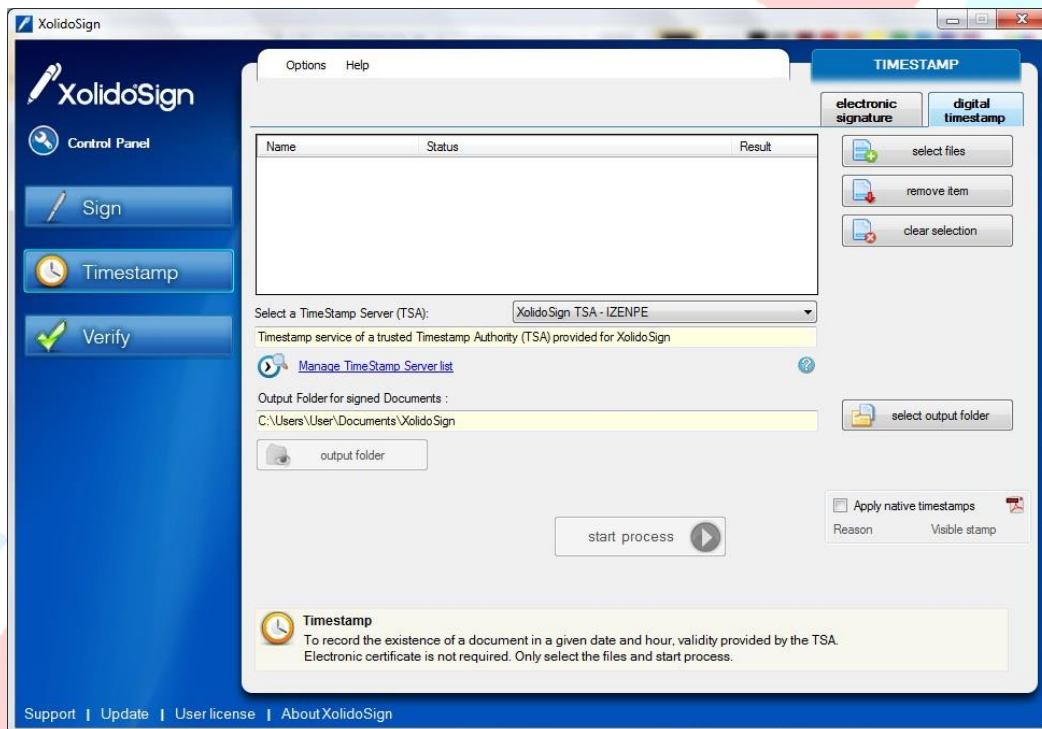 XolidoSign
XolidoSign
Control Panel
Sign
Timestamp
Verify
Options Help
TIMESTAMP
electronic signature
digital timestamp
Name Status Result
select files
remove item
clear selection
Select a TimeStamp Server (TSA): XolidoSign TSA - IZENPE
Timestamp service of a trusted Timestamp Authority (TSA) provided for XolidoSign
Manage TimeStamp Server list
Output Folder for signed Documents :
C:\Users\User\Documents\XolidoSign
select output folder
output folder
Apply native timestamps
Reason Visible stamp
start process
Timestamp
To record the existence of a document in a given date and hour, validity provided by the TSA.
Electronic certificate is not required. Only select the files and start process.
Support | Update | User license | About XolidoSign